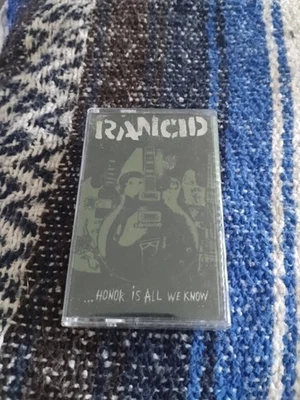 RANCID
...HONOR IS ALL WE KNOW